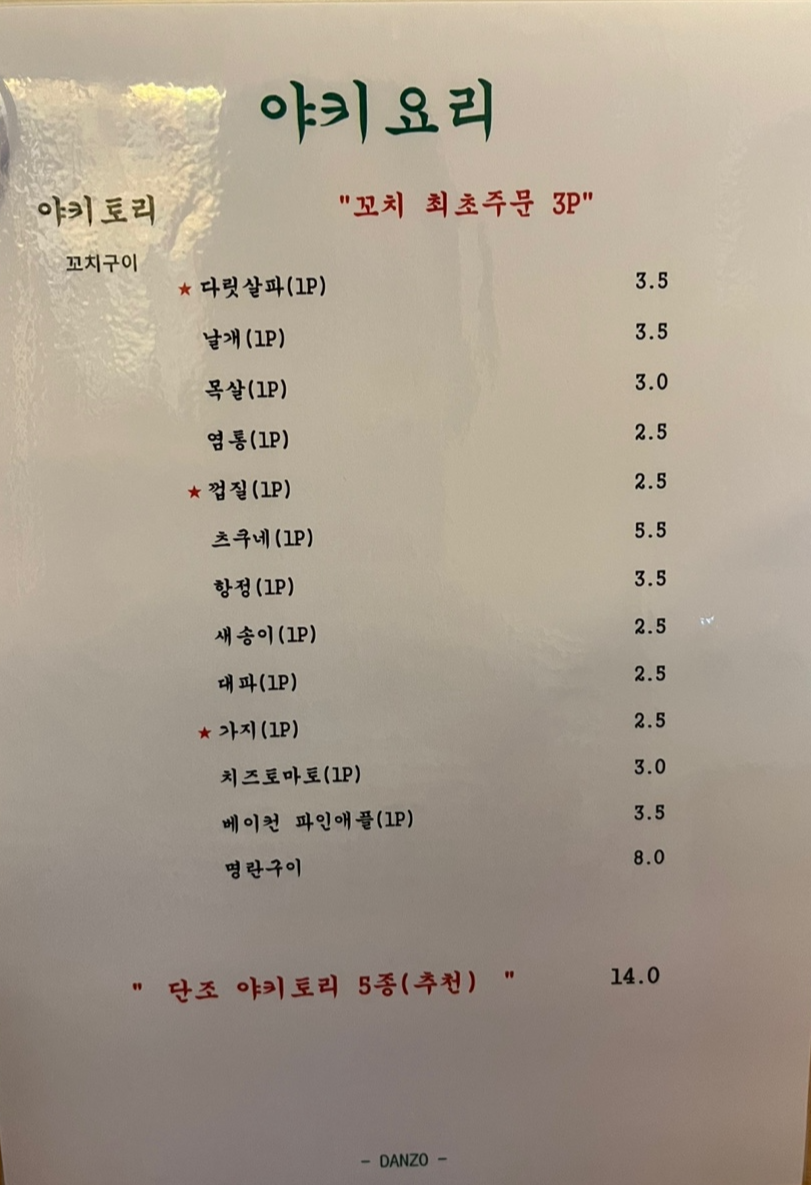 야키요리
야키토리 "꼬치 최초주문 3P"
꼬치구이
★ 다릿살파(1P) 3.5
날개(1P) 3.5
목살(1P) 3.0
염통(1P) 2.5
★ 껍질(1P) 2.5
츠쿠네(1P) 5.5
항정(1P) 3.5
새송이(1P) 2.5
대파(1P) 2.5
★ 가지(1P) 2.5
치즈토마토(1P) 3.0
베이컨 파인애플(1P) 3.5
명란구이 8.0
" 단조 야키토리 5종(추천) " 14.0
- DANZO -